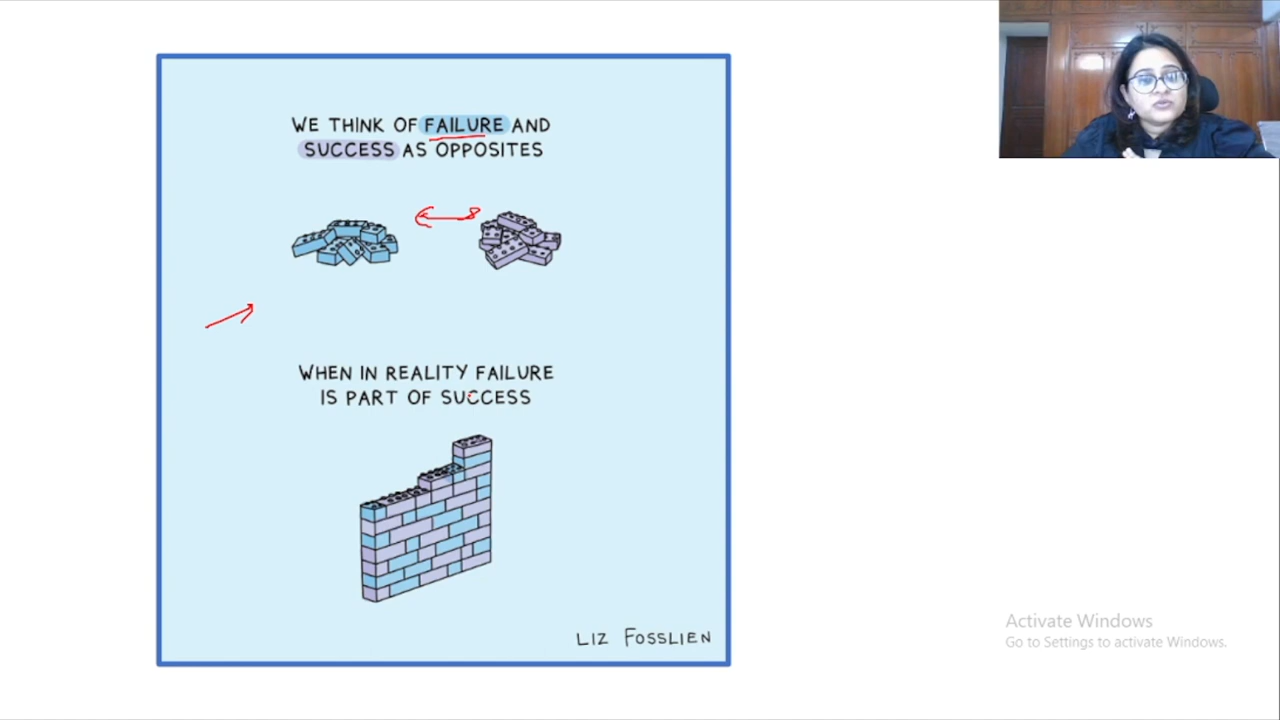 WE THINK OF FAILURE AND
SUCCESS AS OPPOSITES
WHEN IN REALITY FAILURE
IS PART OF SUCCESS
LIZ FOSSLIEN
Activate Windows
Go to Settings to activate Windows.